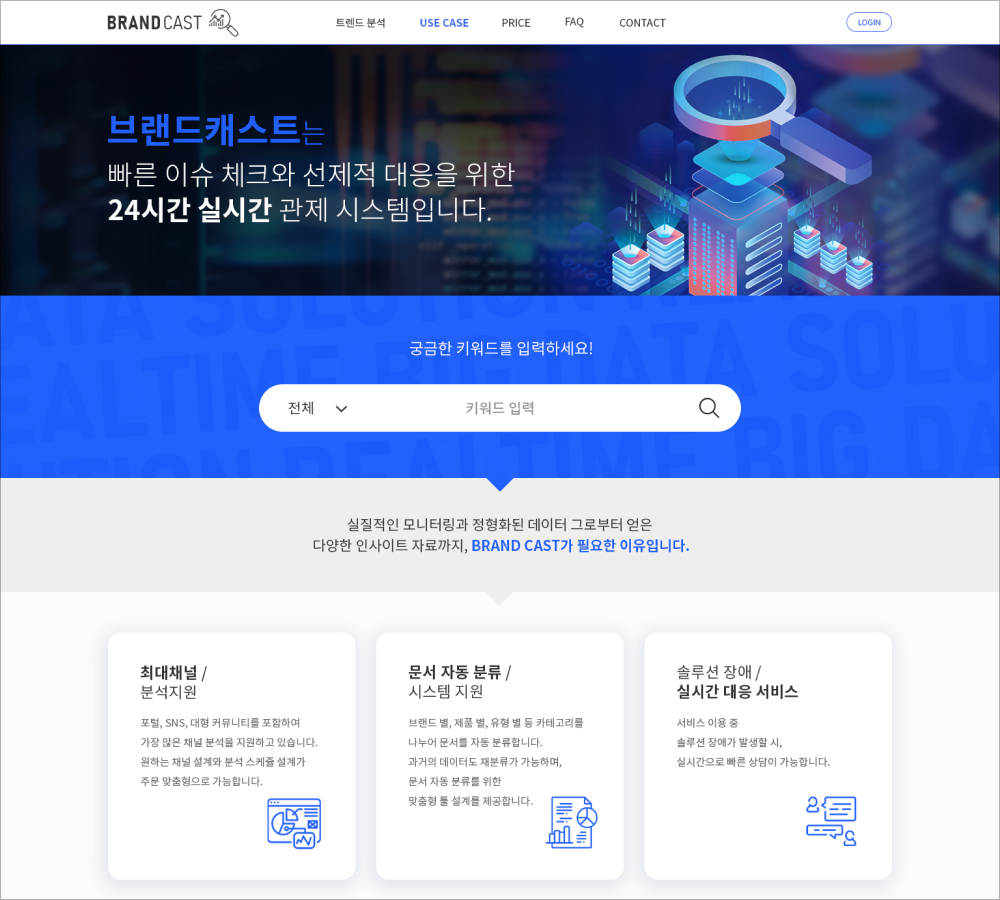 BRANDCAST
트렌드 분석
USE CASE
PRICE
FAQ
CONTACT
LOGIN
브랜드캐스트는
빠른 이슈 체크와 선제적 대응을 위한
24시간 실시간 관제 시스템입니다.
궁금한 키워드를 입력하세요!
전체
키워드 입력
실질적인 모니터링과 정형화된 데이터 그로부터 얻은
다양한 인사이트 자료까지, BRAND CAST가 필요한 이유입니다.
최대채널 /
분석지원
포털, SNS, 대형 커뮤니티를 포함하여
가장 많은 채널 분석을 지원하고 있습니다.
원하는 채널 설계와 분석 스케줄 설계가
주문 맞춤형으로 가능합니다.
문서 자동 분류 /
시스템 지원
브랜드 별, 제품 별, 유형 별 등 카테고리를
나누어 문서를 자동 분류합니다.
과거의 데이터도 재분류가 가능하며,
문서 자동 분류를 위한
맞춤형 툴 설계를 제공합니다.
솔루션 장애 /
실시간 대응 서비스
서비스 이용 중
솔루션 장애가 발생할 시,
실시간으로 빠른 상담이 가능합니다.